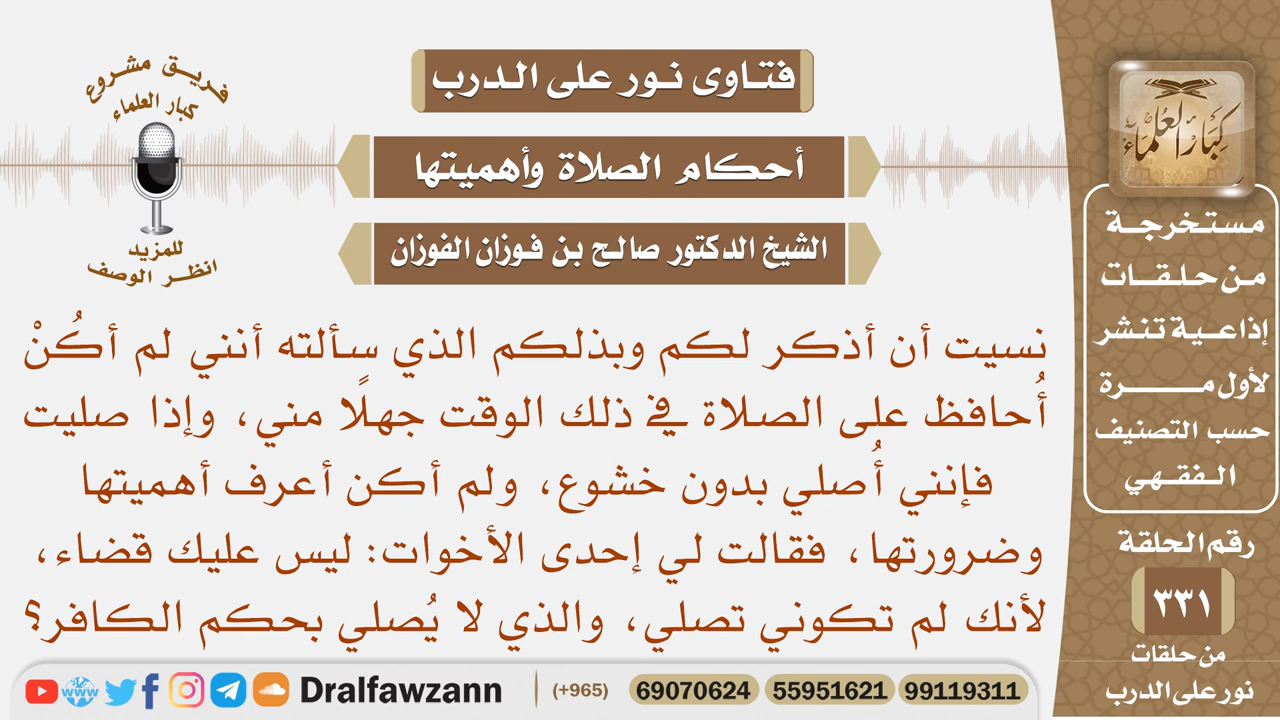 فتاوى نور على الدرب
أحكام الصلاة وأهميتها
الشيخ الدكتور صالح بن فوزان الفوزان
فريق مشروع
كبار العلماء
للمزيد
انظر الوصف
نسيت أن أذكر لكم وبذلكم الذي سألته أنني لم أكُنْ
أُحافظ على الصلاة في ذلك الوقت جهلًا مني، وإذا صليت
فإنني أُصلي بدون خشوع، ولم أكن أعرف أهميتها
وضرورتها، فقالت لي إحدى الأخوات: ليس عليك قضاء،
لأنك لم تكوني تصلي، والذي لا يُصلي بحكم الكافر؟
كِبَارُ العُلَمَاء
مستخرجة
من حلقات
إذاعية تنشر
لأول مرة
حسب التصنيف
الفقهي
رقم الحلقة
٣٣١
من حلقات
نور على الدرب
www
Dralfawzann
(+965) 69070624 55951621 99119311